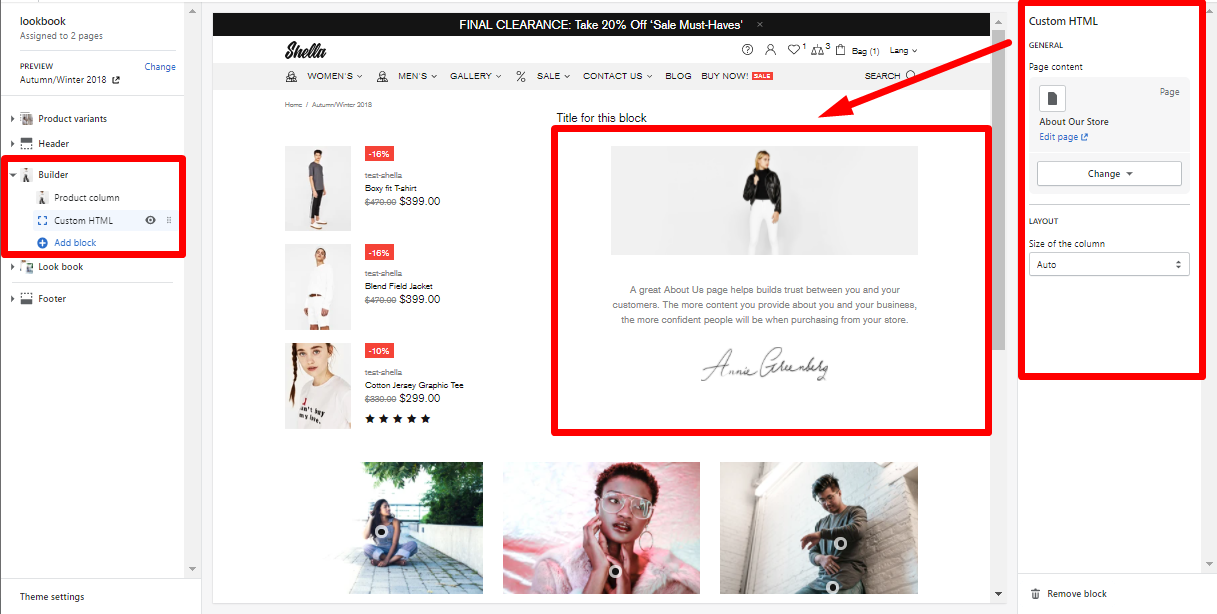 lookbook
Assigned to 2 pages
PREVIEW
Change
Autumn/Winter 2018
Product variants
Header
Builder
Product column
Custom HTML
Add block
Look book
Footer
Theme settings
FINAL CLEARANCE: Take 20% Off 'Sale Must-Haves' ×
Shella
1 3 Bag (1) Lang
WOMEN'S MEN'S GALLERY % SALE CONTACT US BLOG BUY NOW! SALE SEARCH
Home / Autumn/Winter 2018
-16%
test-shella
Boxy fit T-shirt
$470.00 $399.00
-16%
test-shella
Blend Field Jacket
$470.00 $399.00
-10%
test-shella
Cotton Jersey Graphic Tee
$330.00 $299.00
Title for this block
A great About Us page helps builds trust between you and your
customers. The more content you provide about you and your business,
the more confident people will be when purchasing from your store.
Annie Greenberg
Custom HTML
GENERAL
Page content
Page
About Our Store
Edit page
Change
LAYOUT
Size of the column
Auto
Remove block